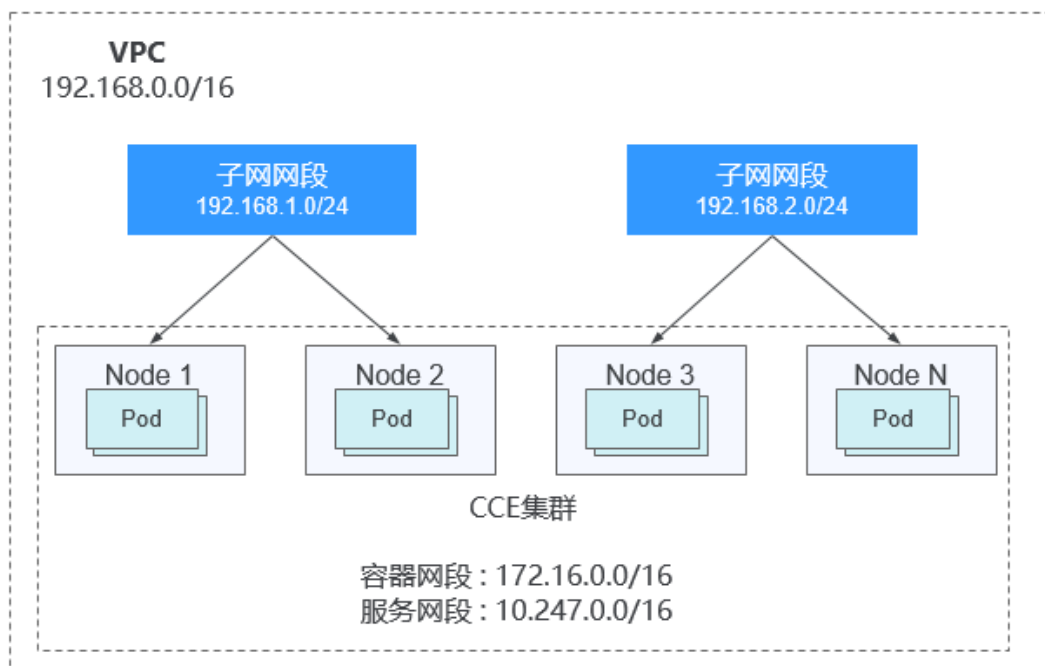 VPC
192.168.0.0/16
子网网段
192.168.1.0/24
子网网段
192.168.2.0/24
Node 1
Pod
Node 2
Pod
Node 3
Pod
Node N
Pod
CCE集群
容器网段 : 172.16.0.0/16
服务网段 : 10.247.0.0/16